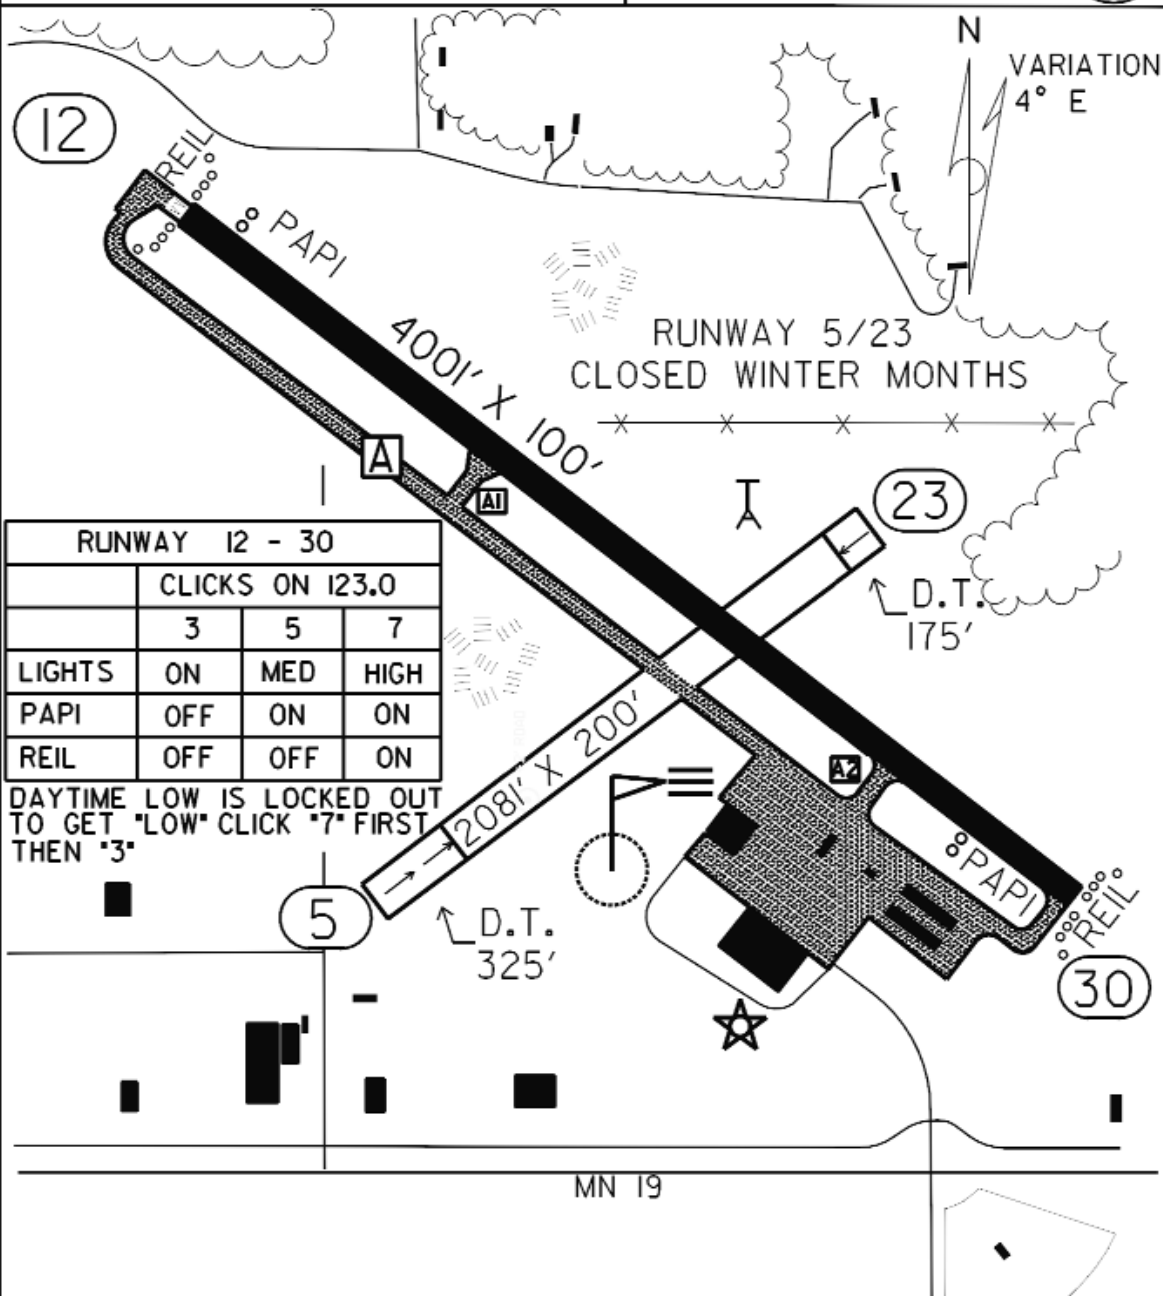 N
VARIATION
4° E
12
REIL
PAPI
4001' X 100'
RUNWAY 5/23
CLOSED WINTER MONTHS
A
A1
23
D.T.
175'
RUNWAY 12 - 30
CLICKS ON 123.0
3 5 7
LIGHTS ON MED HIGH
PAPI OFF ON ON
REIL OFF OFF ON
DAYTIME LOW IS LOCKED OUT
TO GET "LOW" CLICK "7" FIRST
THEN "3"
2081' X 200'
A2
PAPI
REIL
5
D.T.
325'
30
MN 19